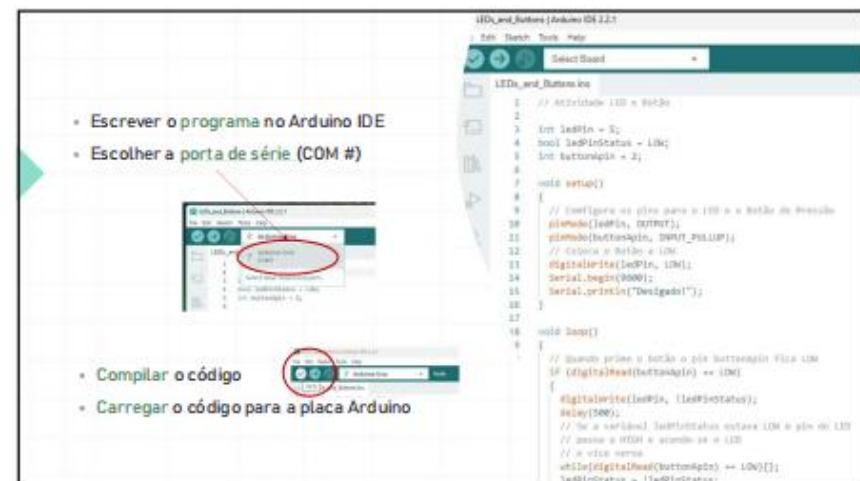 • Escrever o programa no Arduino IDE
• Escolher a porta de série (COM #)
• Compilar o código
• Carregar o código para a placa Arduino
LEDs_and_Buttons | Arduino IDE 2.2.1
Edit Sketch Tools Help
Select Board
LEDs_and_Buttons.ino
1 // Atividade LED e Botão
2
3 int ledPin = 5;
4 bool ledPinStatus = LOW;
5 int buttonApin = 2;
6
7 void setup()
8 {
9 // Configura os pins para o LED e o Botão de Pressão
10 pinMode(ledPin, OUTPUT);
11 pinMode(buttonApin, INPUT_PULLUP);
12 // Coloca o Botão a LOW
13 digitalWrite(ledPin, LOW);
14 Serial.begin(9600);
15 Serial.println("Desigado!");
16 }
17
18 void loop()
{
// Quando prime o botão o pin buttonApin fica LOW
if (digitalRead(buttonApin) == LOW)
{
digitalWrite(ledPin, !ledPinStatus);
delay(500);
// Se a variável ledPinStatus estava LOW o pin do LED
// passa a HIGH e acende-se o LED
// e vice versa
while(digitalRead(buttonApin) == LOW){};
ledPinStatus = !ledPinStatus;